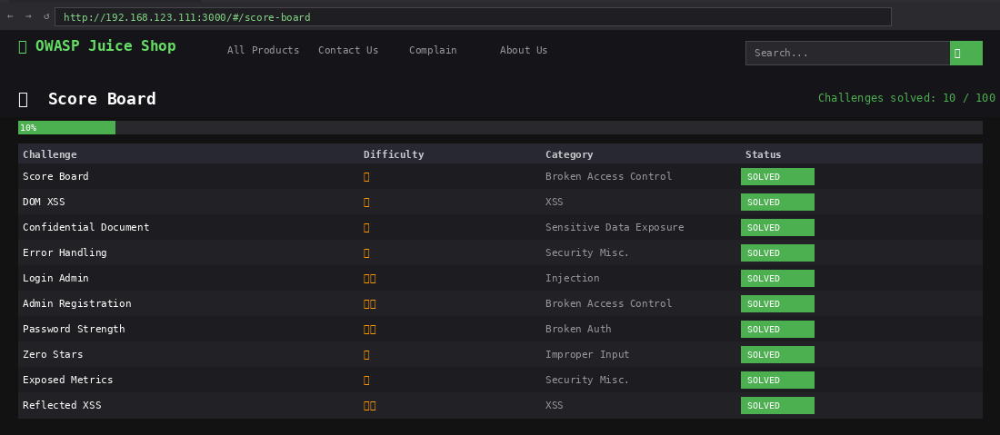 ← → ↺ http://192.168.123.111:3000/#/score-board
OWASP Juice Shop All Products Contact Us Complain About Us Search...
Score Board Challenges solved: 10 / 100
10%
Challenge Difficulty Category Status
Score Board Broken Access Control SOLVED
DOM XSS XSS SOLVED
Confidential Document Sensitive Data Exposure SOLVED
Error Handling Security Misc. SOLVED
Login Admin Injection SOLVED
Admin Registration Broken Access Control SOLVED
Password Strength Broken Auth SOLVED
Zero Stars Improper Input SOLVED
Exposed Metrics Security Misc. SOLVED
Reflected XSS XSS SOLVED